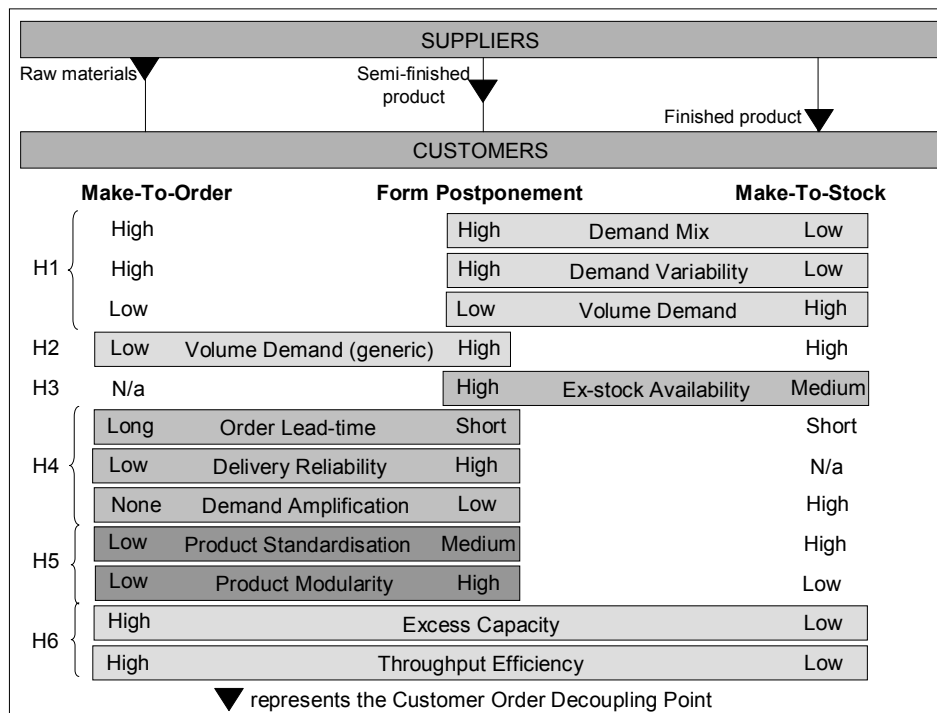 SUPPLIERS
Raw materials
Semi-finished
product
Finished product
CUSTOMERS
Make-To-Order Form Postponement Make-To-Stock
H1
High High Demand Mix Low
High High Demand Variability Low
Low Low Volume Demand High
H2 Low Volume Demand (generic) High High
H3 N/a High Ex-stock Availability Medium
H4
Long Order Lead-time Short Short
Low Delivery Reliability High N/a
None Demand Amplification Low High
H5
Low Product Standardisation Medium High
Low Product Modularity High Low
H6
High Excess Capacity Low
High Throughput Efficiency Low
represents the Customer Order Decoupling Point